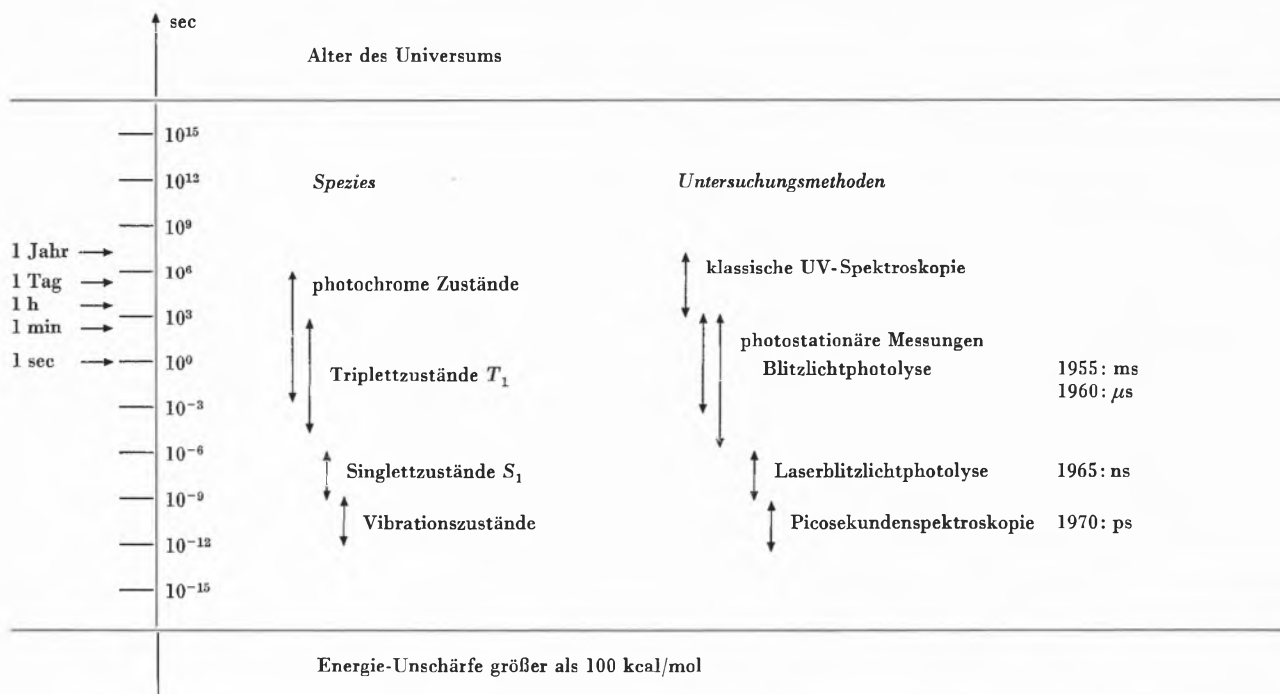 sec
Alter des Universums
10¹⁵
10¹²
Spezies
Untersuchungsmethoden
10⁹
1 Jahr
klassische UV-Spektroskopie
10⁶
1 Tag
photochrome Zustände
1 h
10³
1 min
photostationäre Messungen
1 sec
10⁰
Triplettzustände T₁
Blitzlichtphotolyse
1955: ms
1960: μs
10⁻³
10⁻⁶
Singlettzustände S₁
Laserblitzlichtphotolyse
1965: ns
10⁻⁹
Vibrationszustände
Picosekundenspektroskopie
1970: ps
10⁻¹²
10⁻¹⁵
Energie-Unschärfe größer als 100 kcal/mol